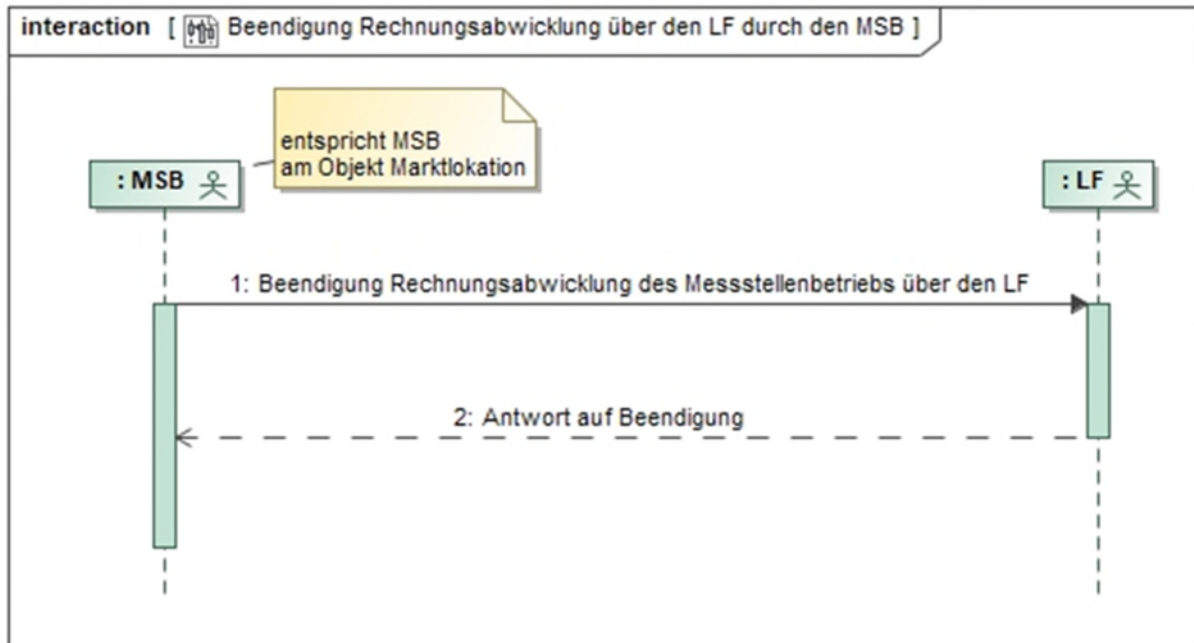 interaction [ Beendigung Rechnungsabwicklung über den LF durch den MSB ]
entspricht MSB
am Objekt Marktlokation
: MSB
: LF
1: Beendigung Rechnungsabwicklung des Messstellenbetriebs über den LF
2: Antwort auf Beendigung